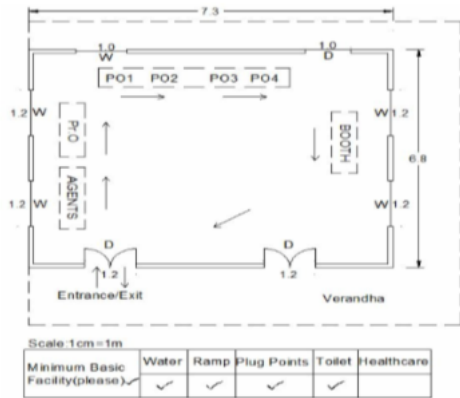 7.3
1.0 1.0
W D
PO1 PO2 PO3 PO4
1.2 W W 1.2
Pr.O BOOTH 6.8
AGENTS
1.2 W W 1.2
D D
1.2 1.2
Entrance/Exit Verandha
Scale:1cm=1m
Minimum Basic Facility(please)✓ Water Ramp Plug Points Toilet Healthcare
✓ ✓ ✓ ✓